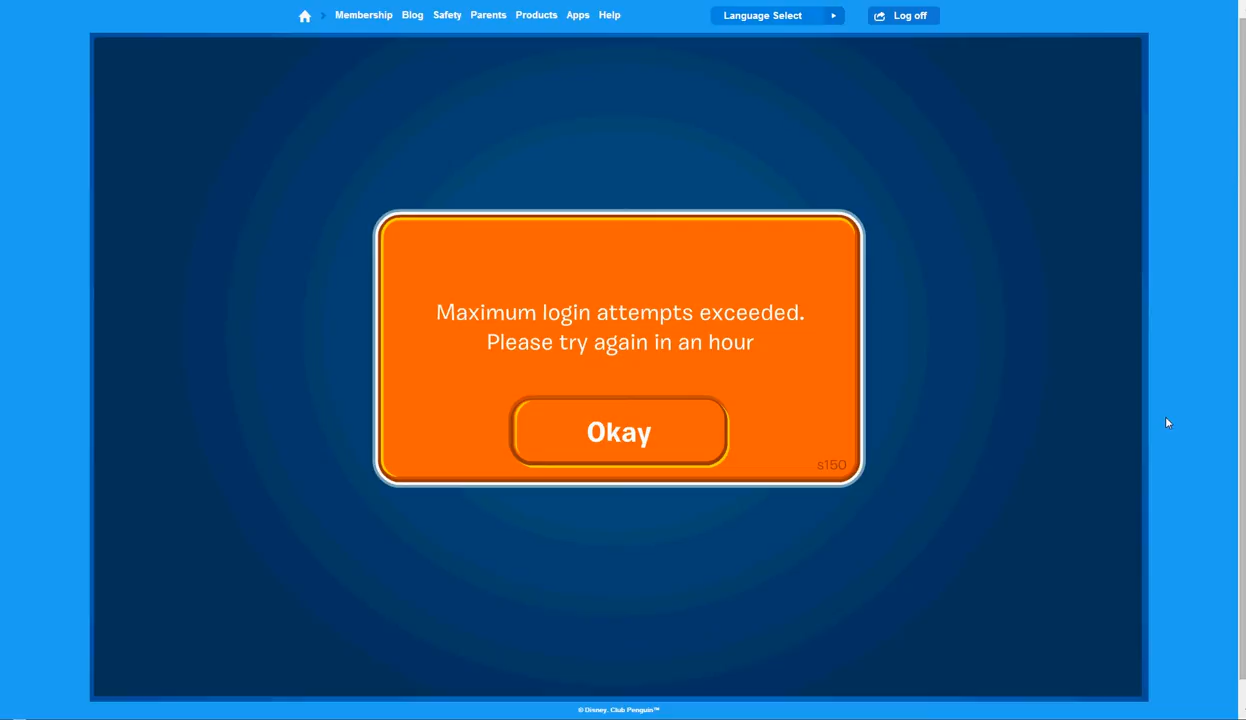 Membership Blog Safety Parents Products Apps Help Language Select Log off
Maximum login attempts exceeded.
Please try again in an hour
Okay
s150
© Disney. Club Penguin™